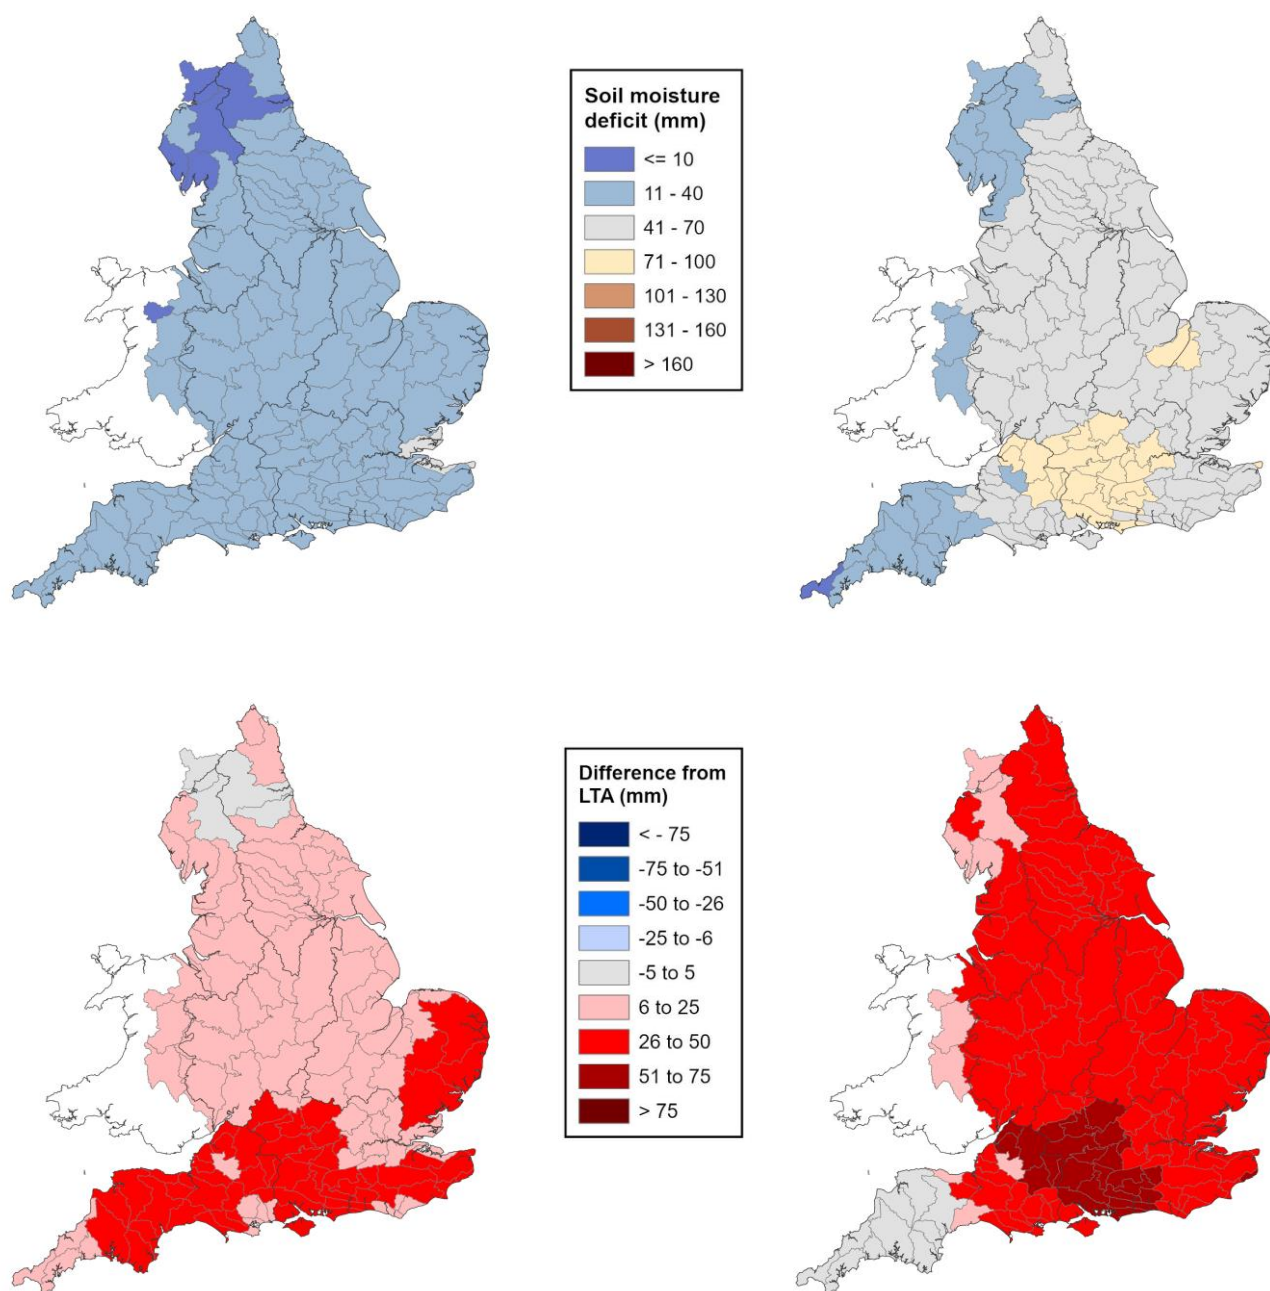 Soil moisture
deficit (mm)
<= 10
11 - 40
41 - 70
71 - 100
101 - 130
131 - 160
> 160
Difference from
LTA (mm)
< - 75
-75 to -51
-50 to -26
-25 to -6
-5 to 5
6 to 25
26 to 50
51 to 75
> 75